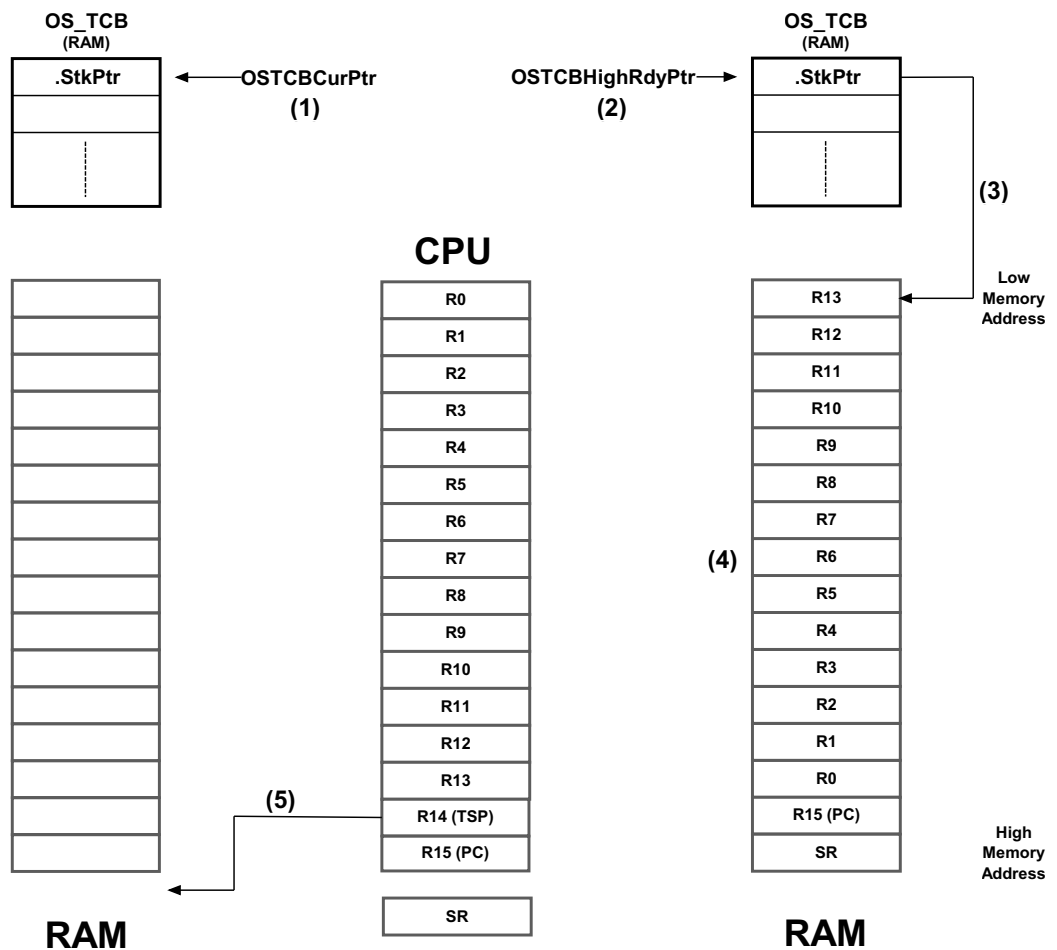 OS_TCB
(RAM)
.StkPtr
OSTCBCurPtr
(1)
OSTCBHighRdyPtr
(2)
OS_TCB
(RAM)
.StkPtr
(3)
CPU
R0
R1
R2
R3
R4
R5
R6
R7
R8
R9
R10
R11
R12
R13
R14 (TSP)
R15 (PC)
SR
(5)
RAM
(4)
R13
R12
R11
R10
R9
R8
R7
R6
R5
R4
R3
R2
R1
R0
R15 (PC)
SR
RAM
Low
Memory
Address
High
Memory
Address